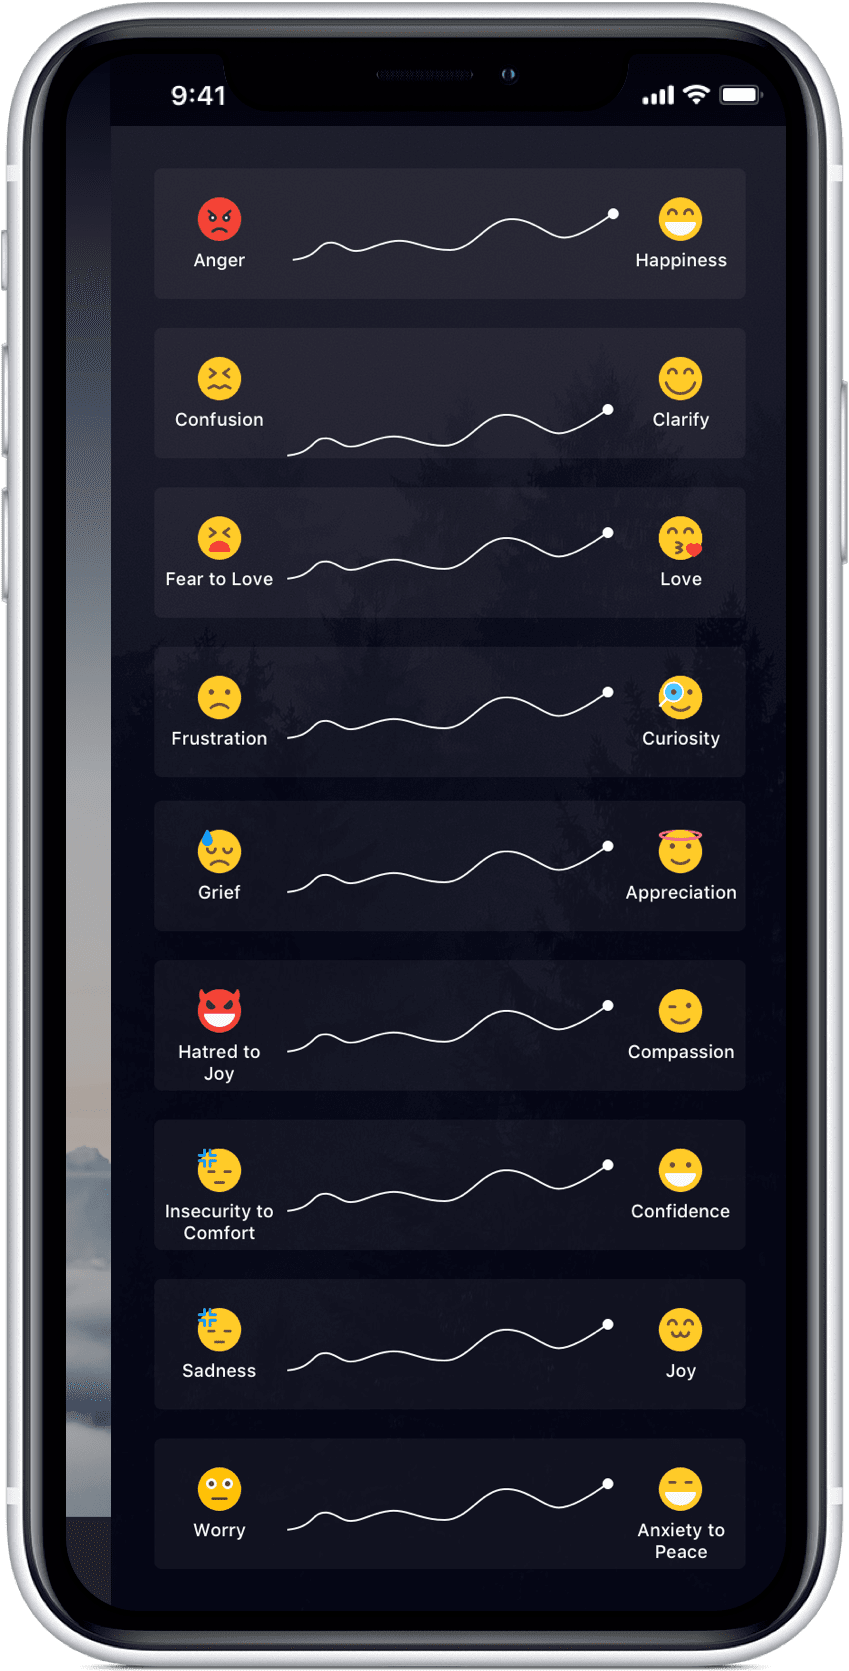 9:41
Anger
Happiness
Confusion
Clarify
Fear to Love
Love
Frustration
Curiosity
Grief
Appreciation
Hatred to
Joy
Compassion
Insecurity to
Comfort
Confidence
Sadness
Joy
Worry
Anxiety to
Peace